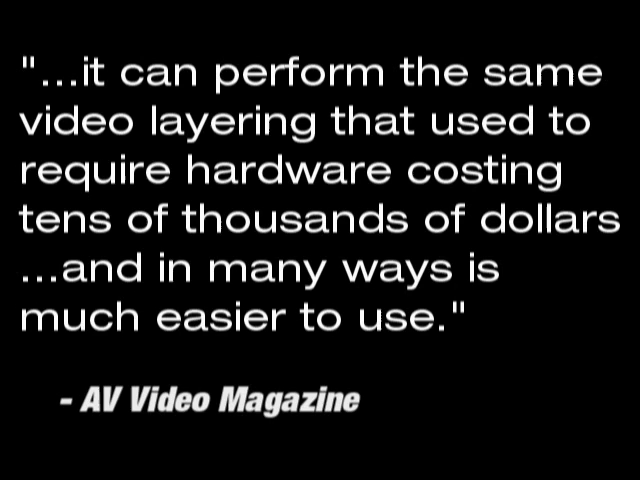 "...it can perform the same
video layering that used to
require hardware costing
tens of thousands of dollars
...and in many ways is
much easier to use."
- AV Video Magazine